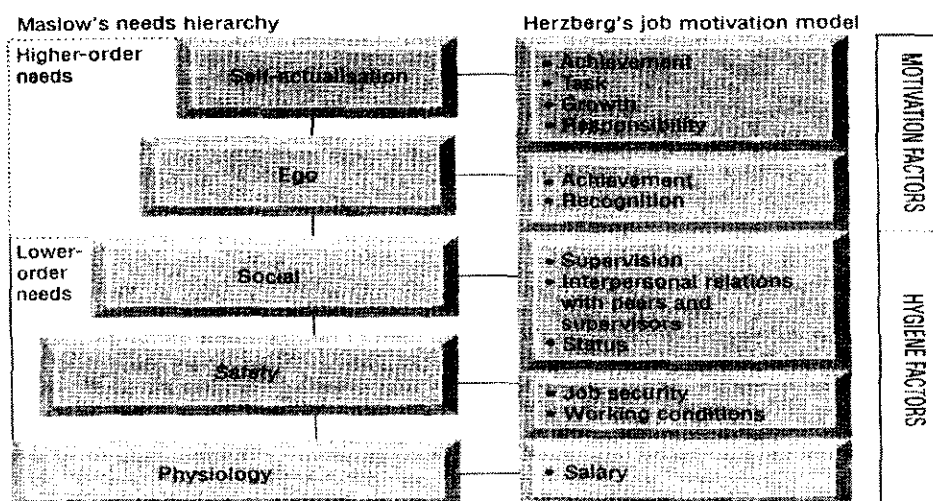 Maslow's needs hierarchy
Higher-order
needs
Self-actualisation
Ego
Lower-
order
needs
Social
Safety
Physiology
Herzberg's job motivation model
• Achievement
• Task
• Growth
• Responsibility
• Achievement
• Recognition
• Supervision
• Interpersonal relations
with peers and
supervisors
• Status
• Job security
• Working conditions
• Salary
MOTIVATION FACTORS
HYGIENE FACTORS